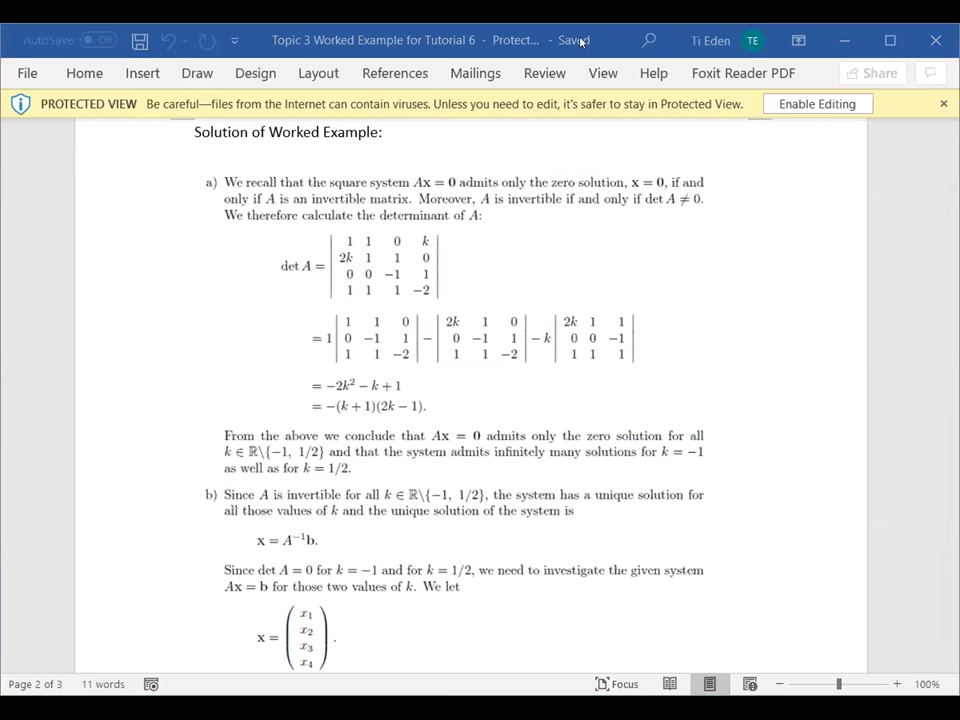 AutoSave Off Topic 3 Worked Example for Tutorial 6 - Protect... - Saved Ti Eden TE
File Home Insert Draw Design Layout References Mailings Review View Help Foxit Reader PDF Share
PROTECTED VIEW Be careful—files from the Internet can contain viruses. Unless you need to edit, it's safer to stay in Protected View. Enable Editing
Solution of Worked Example:
a) We recall that the square system Ax = 0 admits only the zero solution, x = 0, if and
only if A is an invertible matrix. Moreover, A is invertible if and only if det A ≠ 0.
We therefore calculate the determinant of A:
1 1 0 k
2k 1 1 0
det A =
0 0 −1 1
1 1 1 −2
1 1 0 2k 1 0 2k 1 1
= 1 0 −1 1 − 0 −1 1 − k 0 0 −1
1 1 −2 1 1 −2 1 1 1
= −2k² − k + 1
= −(k + 1)(2k − 1).
From the above we conclude that Ax = 0 admits only the zero solution for all
k ∈ ℝ\{−1, 1/2} and that the system admits infinitely many solutions for k = −1
as well as for k = 1/2.
b) Since A is invertible for all k ∈ ℝ\{−1, 1/2}, the system has a unique solution for
all those values of k and the unique solution of the system is
x = A⁻¹b.
Since det A = 0 for k = −1 and for k = 1/2, we need to investigate the given system
Ax = b for those two values of k. We let
x₁
x₂
x = .
x₃
x₄
Page 2 of 3 11 words Focus 100%